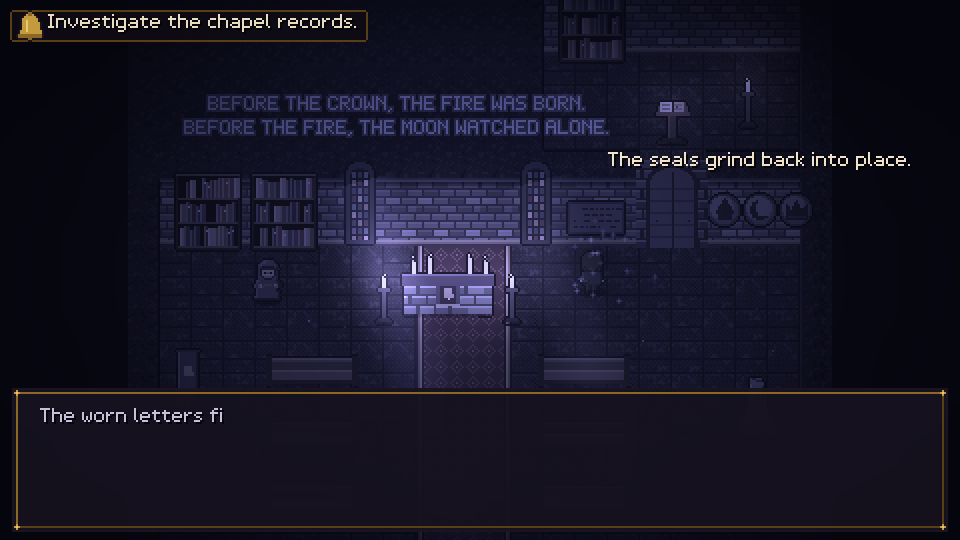 Investigate the chapel records.
BEFORE THE CROWN, THE FIRE WAS BORN.
BEFORE THE FIRE, THE MOON WATCHED ALONE.
The seals grind back into place.
The worn letters fi